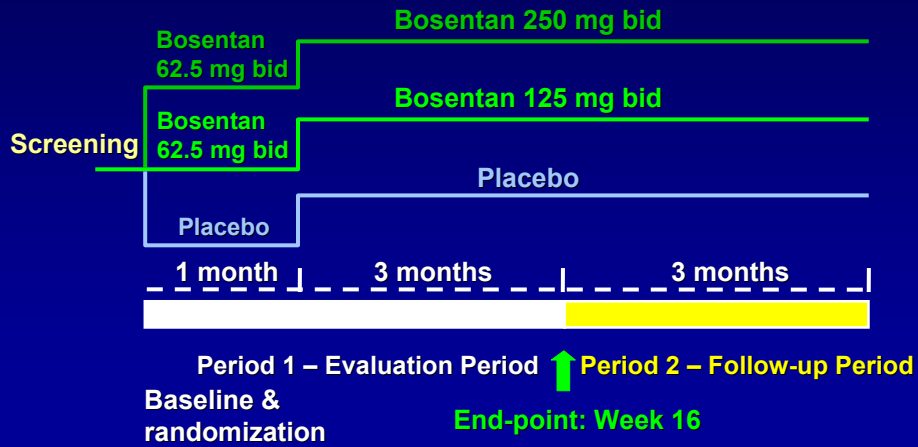 Bosentan 250 mg bid
Bosentan
62.5 mg bid
Bosentan 125 mg bid
Bosentan
62.5 mg bid
Screening
Placebo
Placebo
1 month
3 months
3 months
Period 1 – Evaluation Period
Period 2 – Follow-up Period
Baseline &
randomization
End-point: Week 16